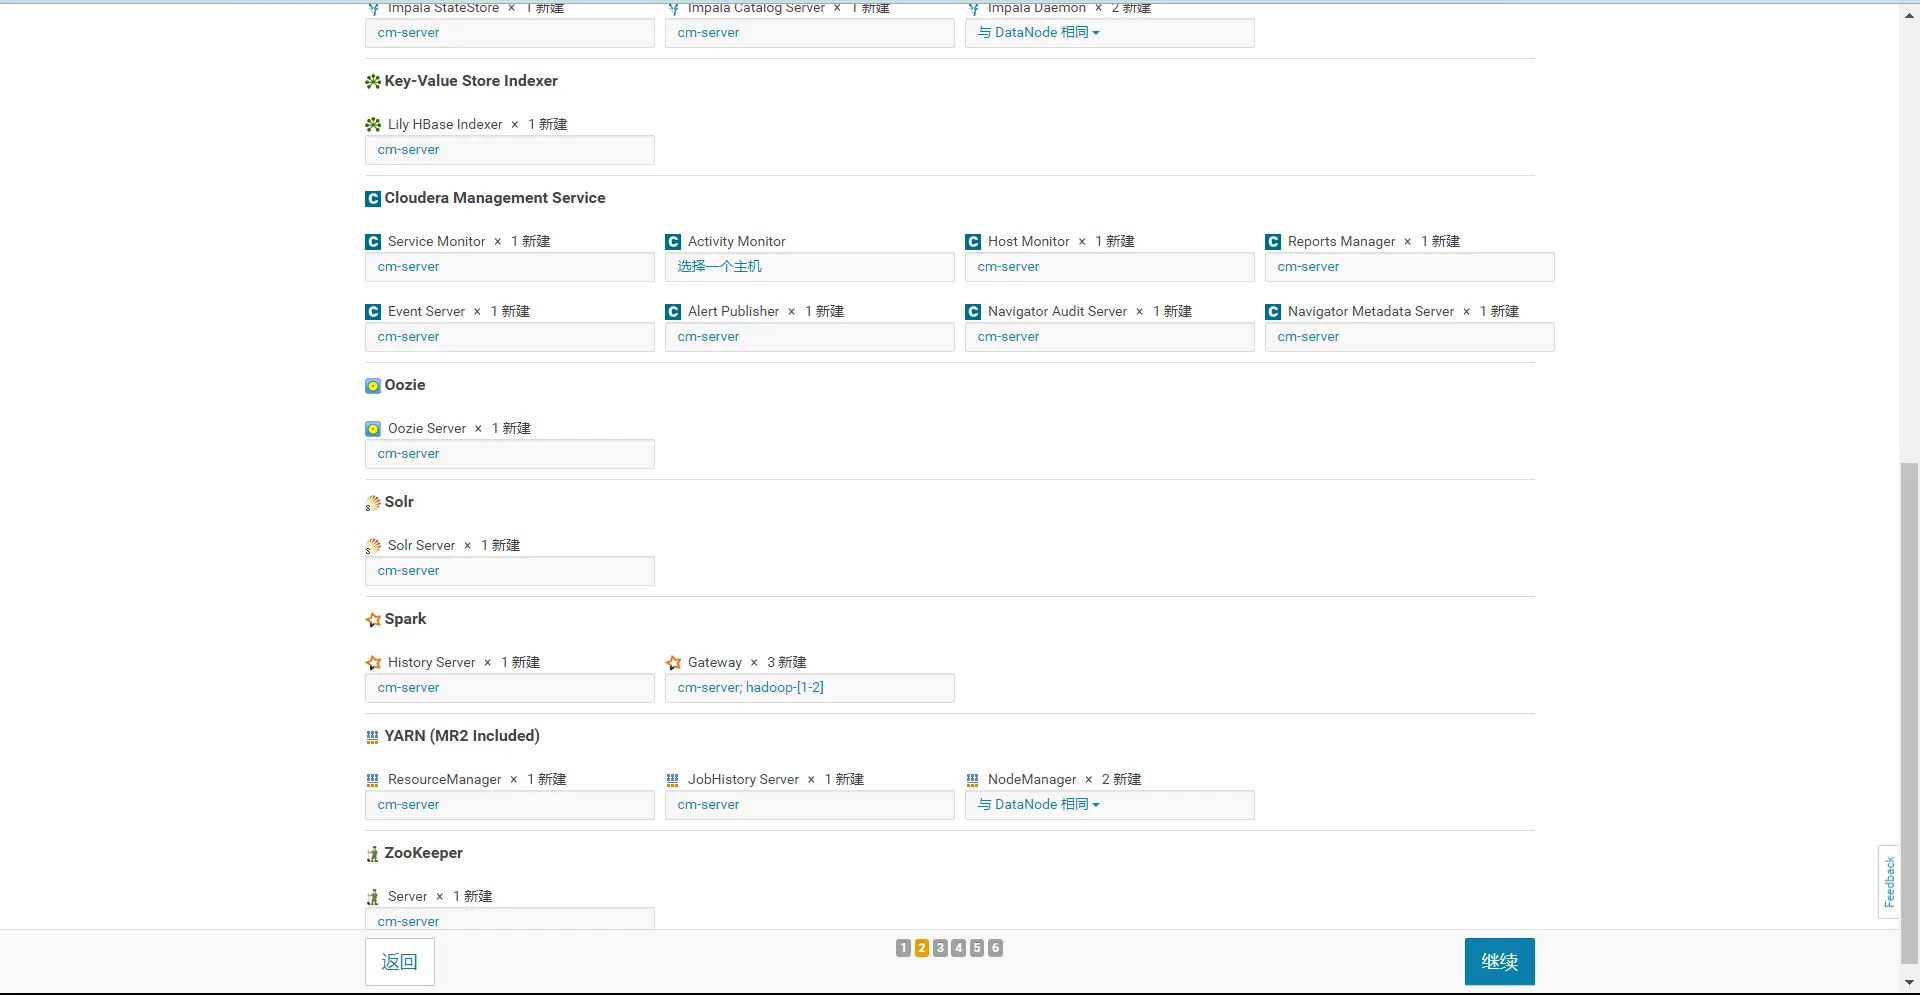 Impala StateStore × 1 新建 Impala Catalog Server × 1 新建 Impala Daemon × 2 新建
cm-server cm-server 与 DataNode 相同
Key-Value Store Indexer
Lily HBase Indexer × 1 新建
cm-server
Cloudera Management Service
Service Monitor × 1 新建 Activity Monitor Host Monitor × 1 新建 Reports Manager × 1 新建
cm-server 选择一个主机 cm-server cm-server
Event Server × 1 新建 Alert Publisher × 1 新建 Navigator Audit Server × 1 新建 Navigator Metadata Server × 1 新建
cm-server cm-server cm-server cm-server
Oozie
Oozie Server × 1 新建
cm-server
Solr
Solr Server × 1 新建
cm-server
Spark
History Server × 1 新建 Gateway × 3 新建
cm-server cm-server; hadoop-[1-2]
YARN (MR2 Included)
ResourceManager × 1 新建 JobHistory Server × 1 新建 NodeManager × 2 新建
cm-server cm-server 与 DataNode 相同
ZooKeeper
Server × 1 新建
cm-server
Feedback
返回 1 2 3 4 5 6 继续